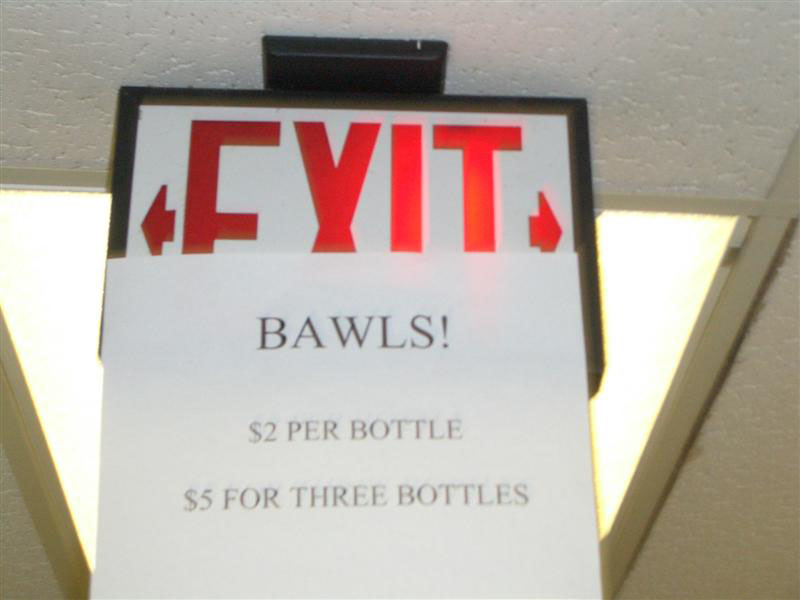 EXIT
BAWLS!
$2 PER BOTTLE
$5 FOR THREE BOTTLES